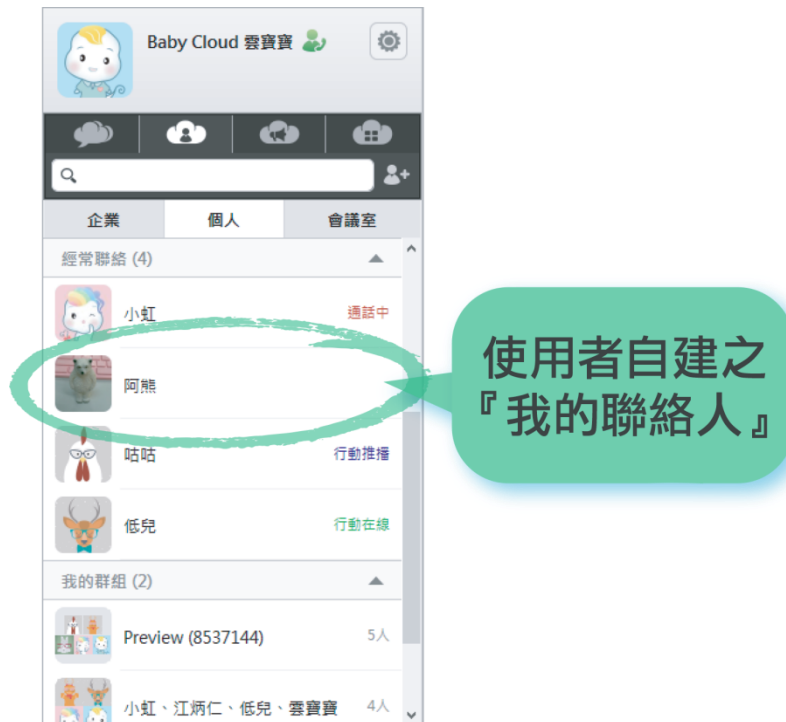 Baby Cloud 雲寶寶
企業 個人 會議室
經常聯絡 (4)
小虹 通話中
阿熊
咕咕 行動推播
低兒 行動在線
我的群組 (2)
Preview (8537144) 5人
小虹、江炳仁、低兒、雲寶寶 4人
使用者自建之
『我的聯絡人』